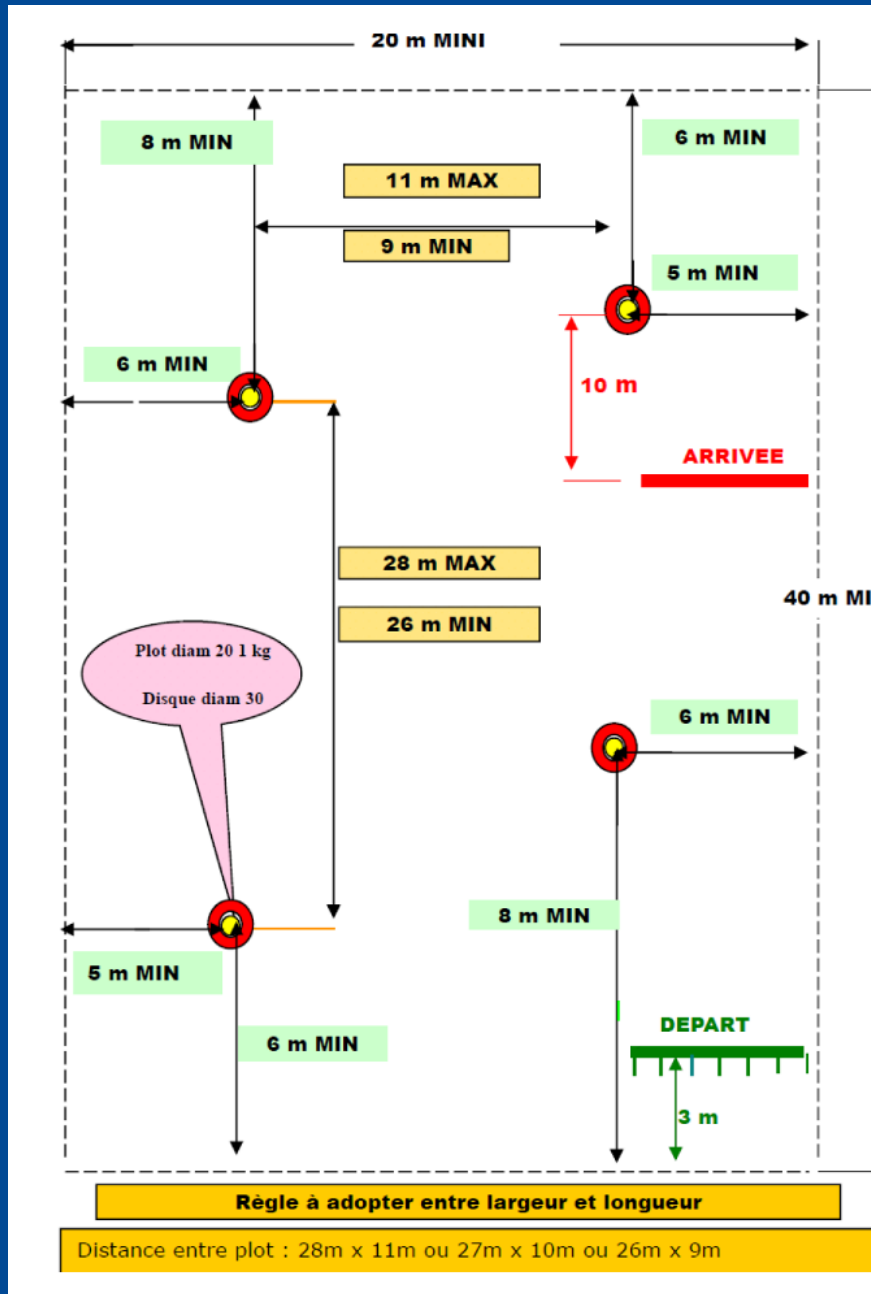 20 m MINI
8 m MIN
6 m MIN
11 m MAX
9 m MIN
5 m MIN
6 m MIN
10 m
ARRIVEE
28 m MAX
40 m MI
26 m MIN
Plot diam 20 1 kg
Disque diam 30
6 m MIN
8 m MIN
5 m MIN
6 m MIN
DEPART
3 m
Règle à adopter entre largeur et longueur
Distance entre plot : 28m x 11m ou 27m x 10m ou 26m x 9m